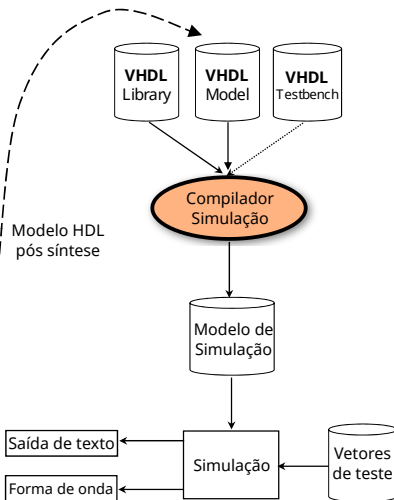 VHDL
Library
VHDL
Model
VHDL
Testbench
Compilador
Simulação
Modelo HDL
pós síntese
Modelo de
Simulação
Saída de texto
Simulação
Vetores
de teste
Forma de onda